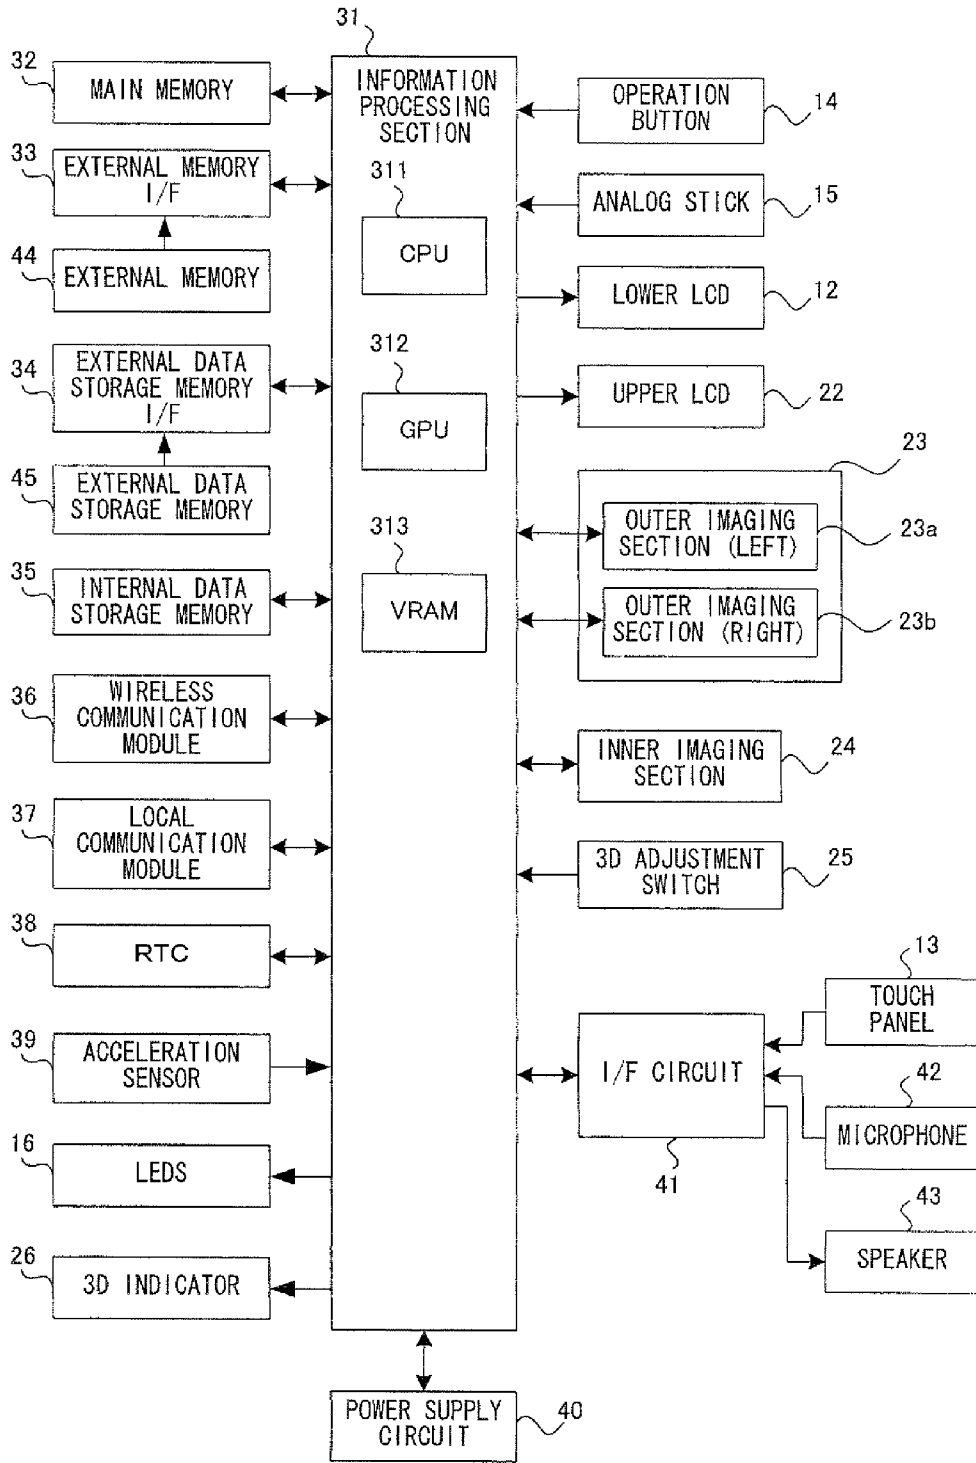 31
INFORMATION
PROCESSING
SECTION
311
CPU
312
GPU
313
VRAM
32
MAIN MEMORY
33
EXTERNAL MEMORY
I/F
44
EXTERNAL MEMORY
34
EXTERNAL DATA
STORAGE MEMORY
I/F
45
EXTERNAL DATA
STORAGE MEMORY
35
INTERNAL DATA
STORAGE MEMORY
36
WIRELESS
COMMUNICATION
MODULE
37
LOCAL
COMMUNICATION
MODULE
38
RTC
39
ACCELERATION
SENSOR
16
LEDS
26
3D INDICATOR
OPERATION
BUTTON
14
ANALOG STICK
15
LOWER LCD
12
UPPER LCD
22
23
OUTER IMAGING
SECTION (LEFT)
23a
OUTER IMAGING
SECTION (RIGHT)
23b
INNER IMAGING
SECTION
24
3D ADJUSTMENT
SWITCH
25
13
TOUCH
PANEL
I/F CIRCUIT
41
42
MICROPHONE
43
SPEAKER
POWER SUPPLY
CIRCUIT
40